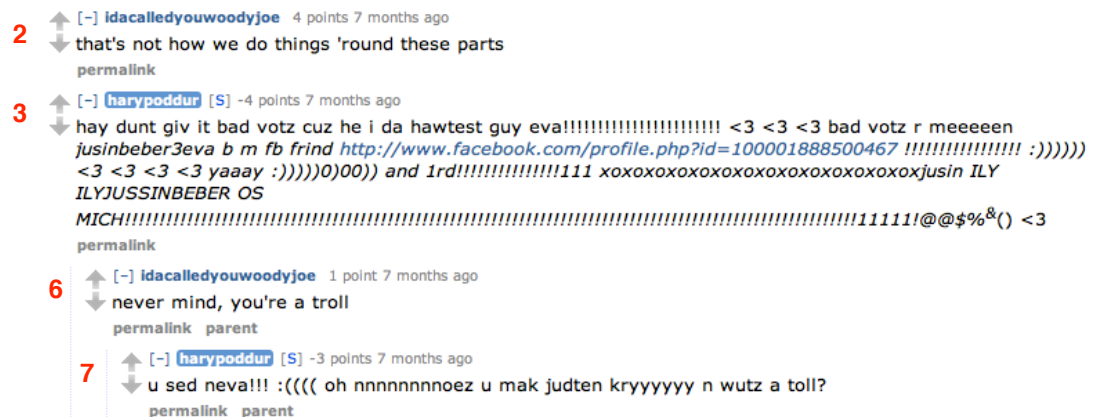 [–] idacalledyouwoodyjoe 4 points 7 months ago
2
that's not how we do things 'round these parts
permalink
[–] harypoddur [S] -4 points 7 months ago
3
hay dunt giv it bad votz cuz he i da hawtest guy eva!!!!!!!!!!!!!!!!!!!!!!! <3 <3 <3 bad votz r meeeeen
jusinbeber3eva b m fb frind http://www.facebook.com/profile.php?id=100001888500467 !!!!!!!!!!!!!!!!! :))))))
<3 <3 <3 <3 yaaay :)))))0)00)) and 1rd!!!!!!!!!!!!!!!111 xoxoxoxoxoxoxoxoxoxoxoxoxoxoxjusin ILY
ILYJUSSINBEBER OS
MICH!!!!!!!!!!!!!!!!!!!!!!!!!!!!!!!!!!!!!!!!!!!!!!!!!!!!!!!!!!!!!!!!!!!!!!!!!!!!!!!!!!!!!!!!!!!!!!!!!!!!!!!!!11111!@@$%&() <3
permalink
[–] idacalledyouwoodyjoe 1 point 7 months ago
6
never mind, you're a troll
permalink parent
[–] harypoddur [S] -3 points 7 months ago
7
u sed neva!!! :(((( oh nnnnnnnnoez u mak judten kryyyyyy n wutz a toll?
permalink parent